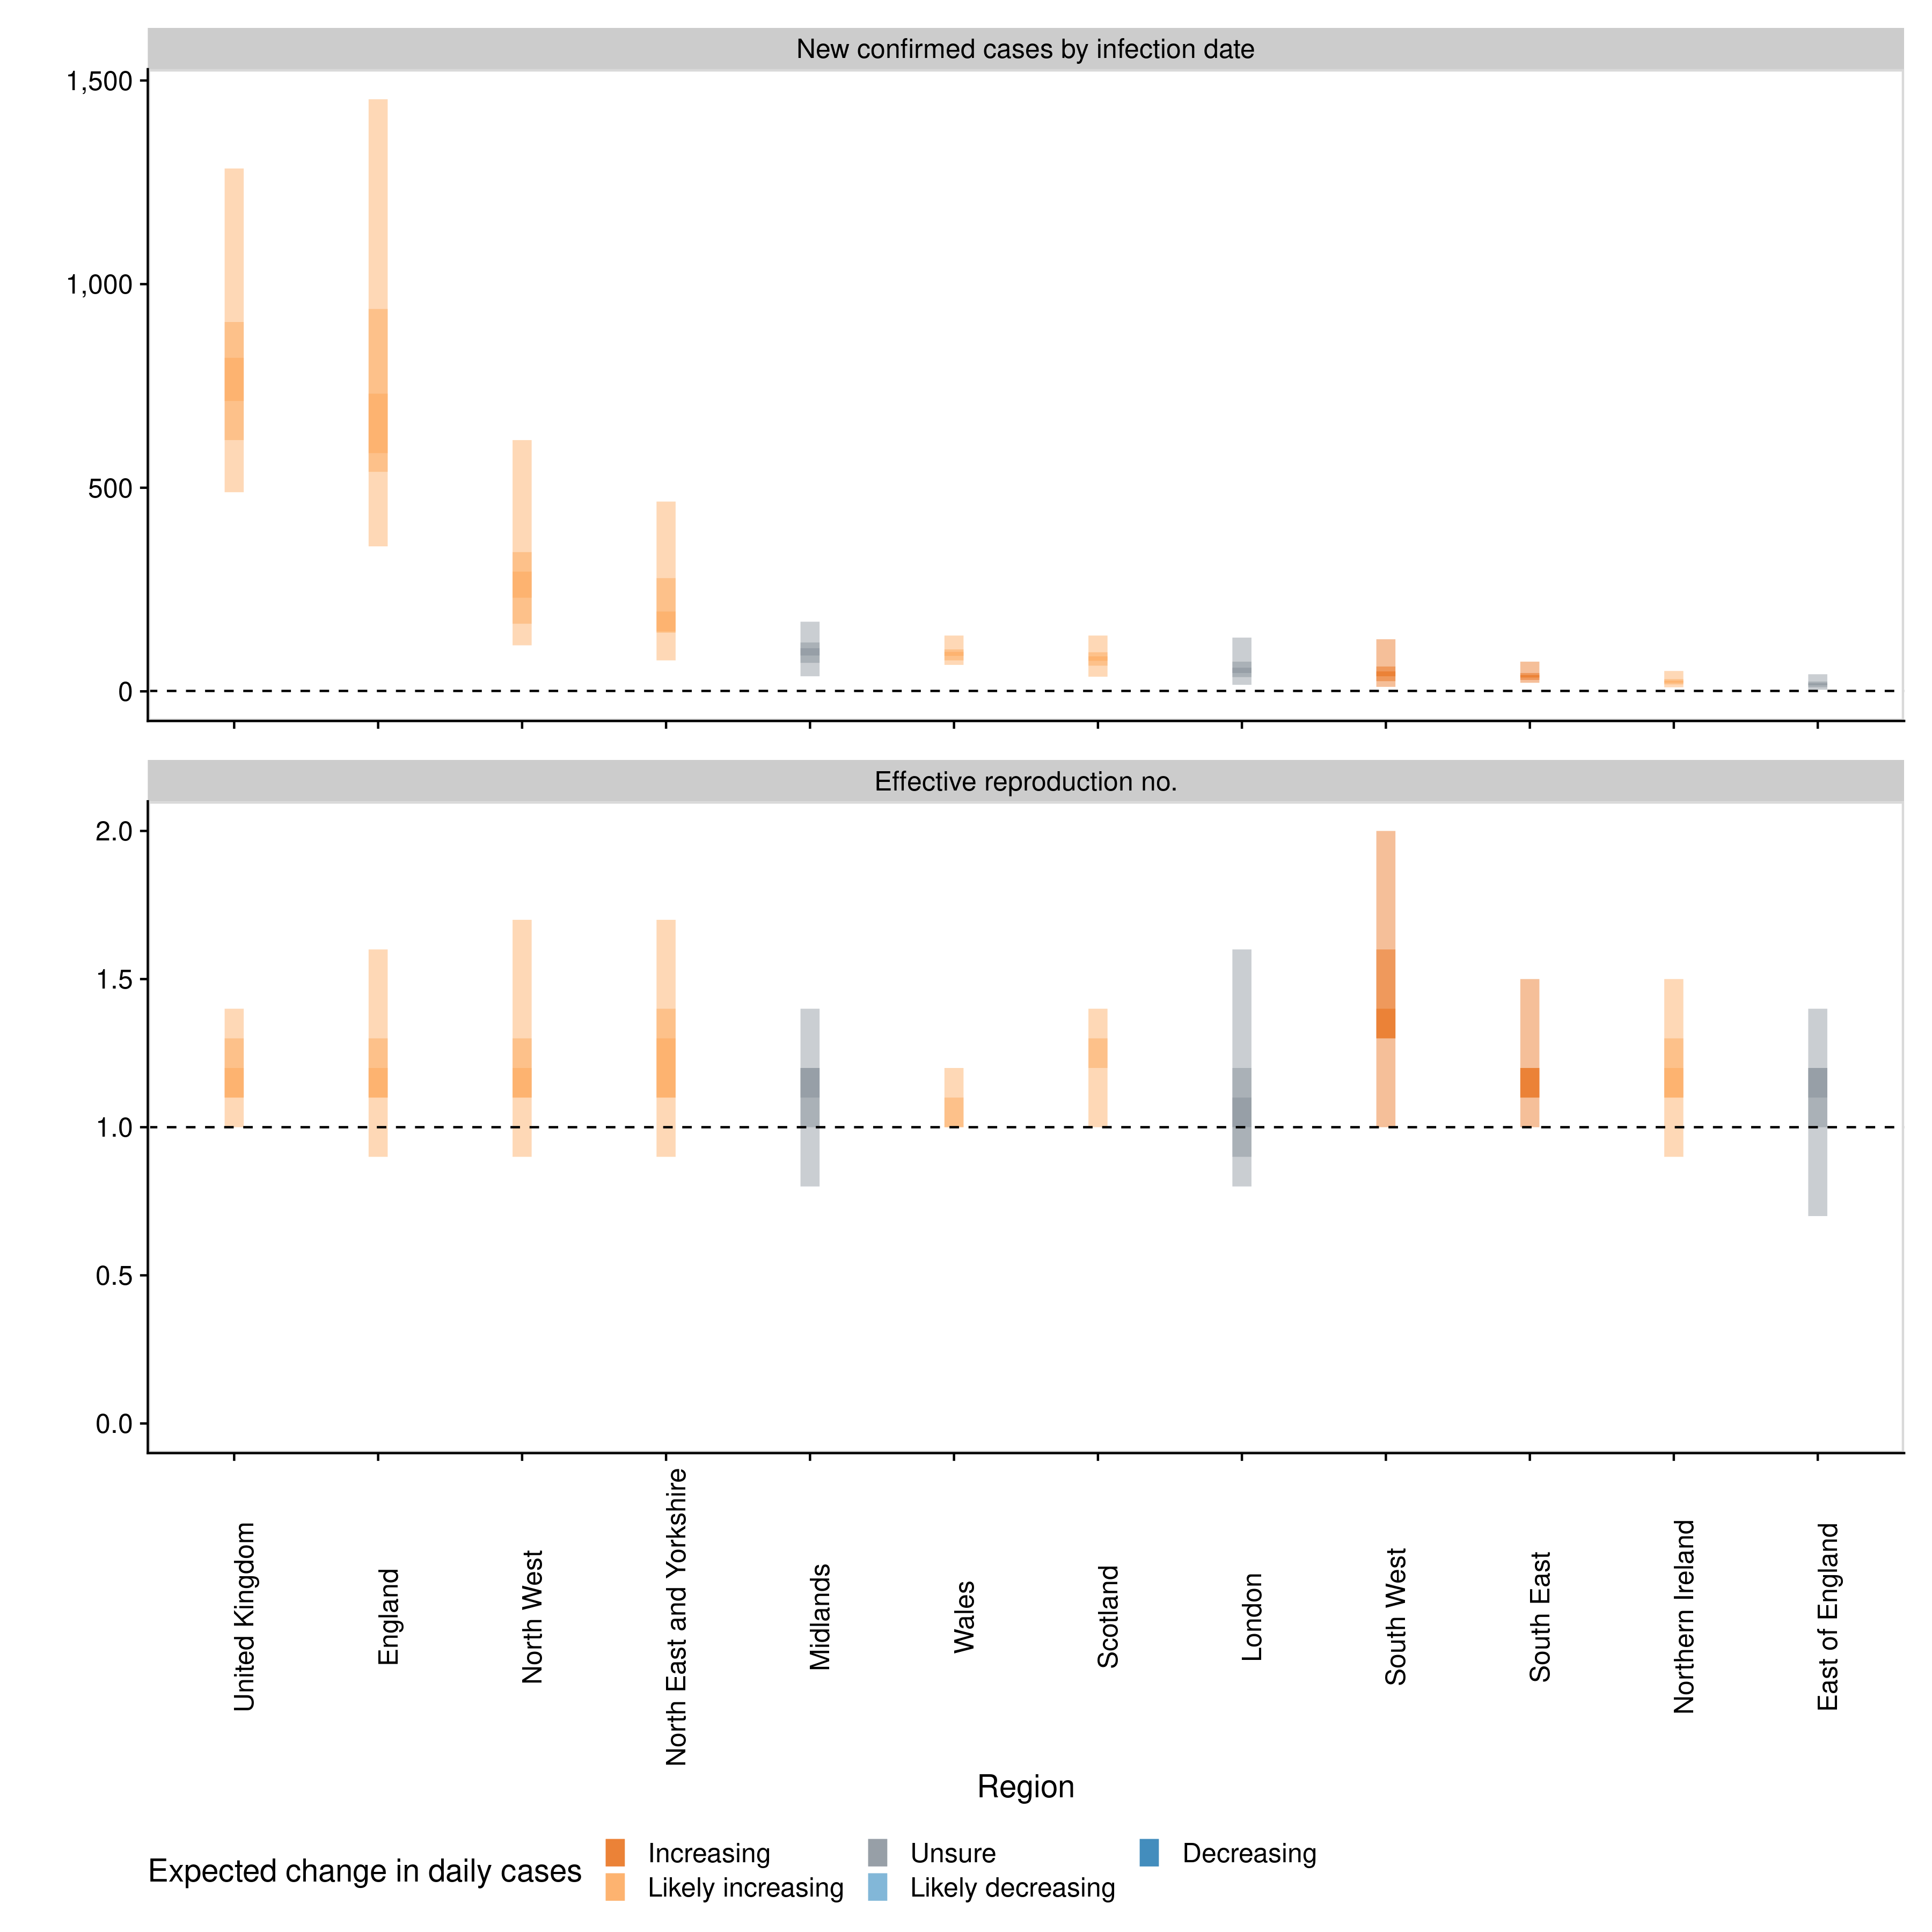 New confirmed cases by infection date
1,500
1,000
500
0
Effective reproduction no.
2.0
1.5
1.0
0.5
0.0
United Kingdom
England
North West
North East and Yorkshire
Midlands
Wales
Scotland
London
South West
South East
Northern Ireland
East of England
Region
Expected change in daily cases
Increasing
Likely increasing
Unsure
Likely decreasing
Decreasing